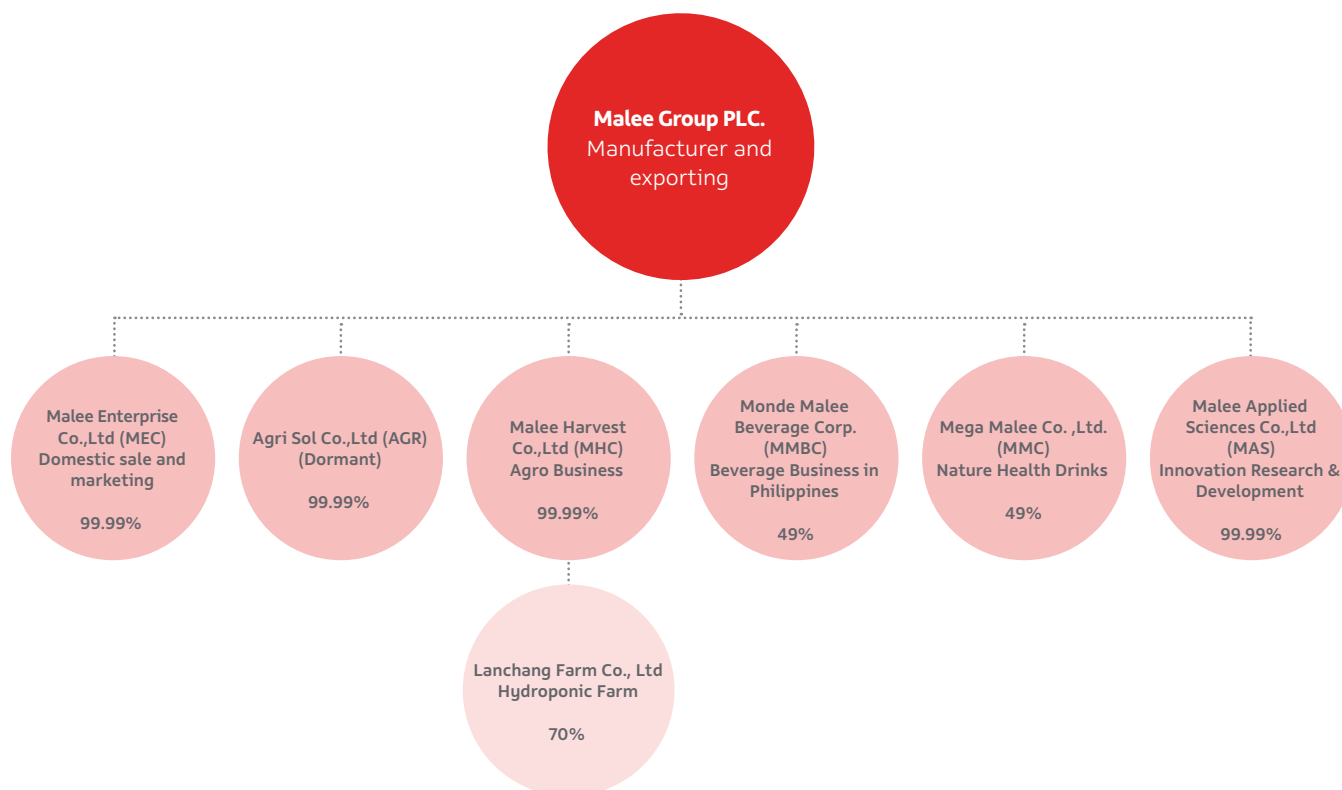 Malee Group PLC.
Manufacturer and
exporting
Malee Enterprise
Co.,Ltd (MEC)
Domestic sale and
marketing
99.99%
Agri Sol Co.,Ltd (AGR)
(Dormant)
99.99%
Malee Harvest
Co.,Ltd (MHC)
Agro Business
99.99%
Monde Malee
Beverage Corp.
(MMBC)
Beverage Business in
Philippines
49%
Mega Malee Co. ,Ltd.
(MMC)
Nature Health Drinks
49%
Malee Applied
Sciences Co.,Ltd
(MAS)
Innovation Research &
Development
99.99%
Lanchang Farm Co., Ltd
Hydroponic Farm
70%